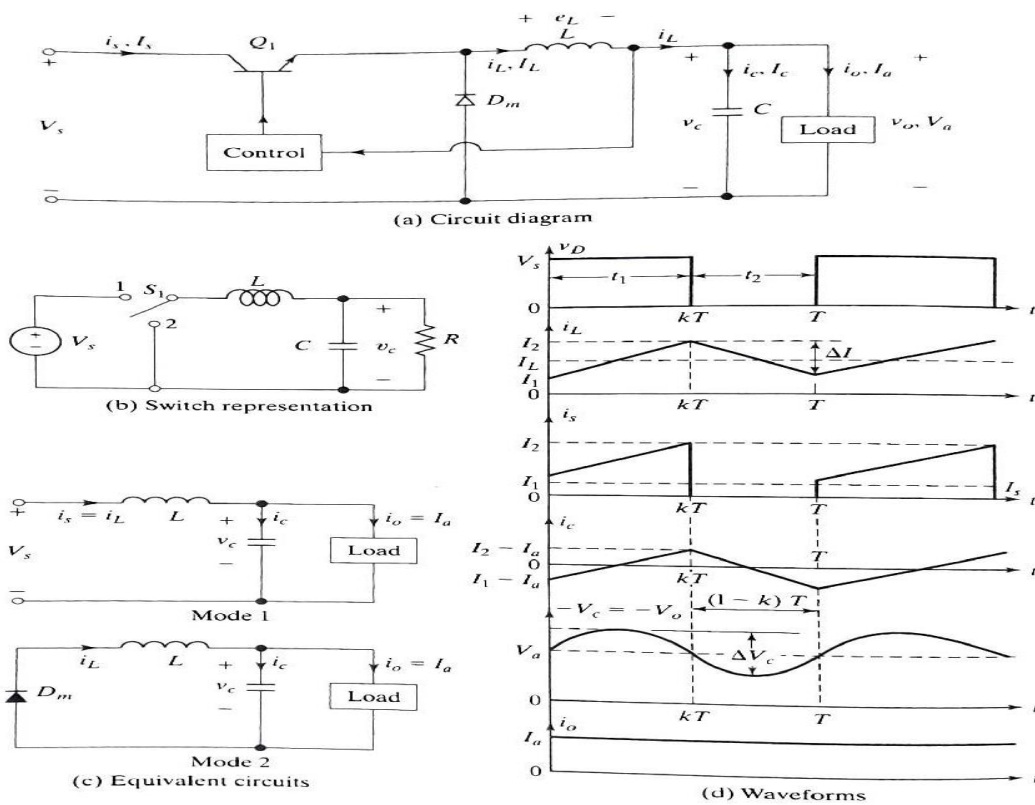 + e_L −
i_s, I_s Q_1 L i_L
+ i_L, I_L + i_c, I_c i_o, I_a +
D_m C
V_s v_c Load v_o, V_a
Control
− − −
(a) Circuit diagram
L
1 S_1
2 +
V_s C v_c R
−
(b) Switch representation
i_s = i_L L i_c i_o = I_a
+ +
V_s v_c Load
− −
Mode 1
i_L L i_c i_o = I_a
+
D_m v_c Load
−
Mode 2
(c) Equivalent circuits
v_D
V_s t_1 t_2
0 kT T t
i_L
I_2
I_L ΔI
I_1
0 kT T t
i_s
I_2
I_1 I_s
0 kT T t
i_c
I_2 − I_a T
0 t
I_1 − I_a kT T
(1 − k) T
−V_c = −V_o
V_a ΔV_c
0 kT T t
i_o
I_a
0 t
(d) Waveforms